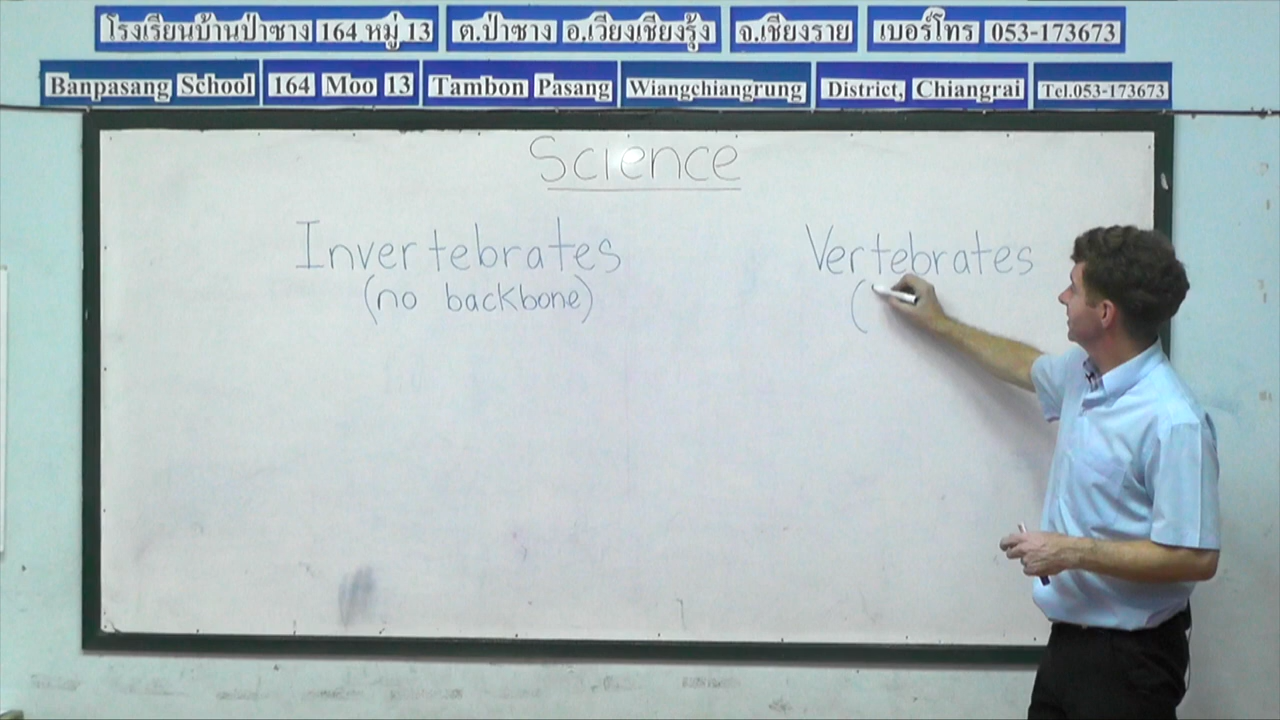 โรงเรียนบ้านป่าซาง 164 หมู่ 13 ต.ป่าซาง อ.เวียงเชียงรุ้ง จ.เชียงราย เบอร์โทร 053-173673
Banpasang School 164 Moo 13 Tambon Pasang Wiangchiangrung District, Chiangrai Tel.053-173673
Science
Invertebrates Vertebrates
(no backbone) (